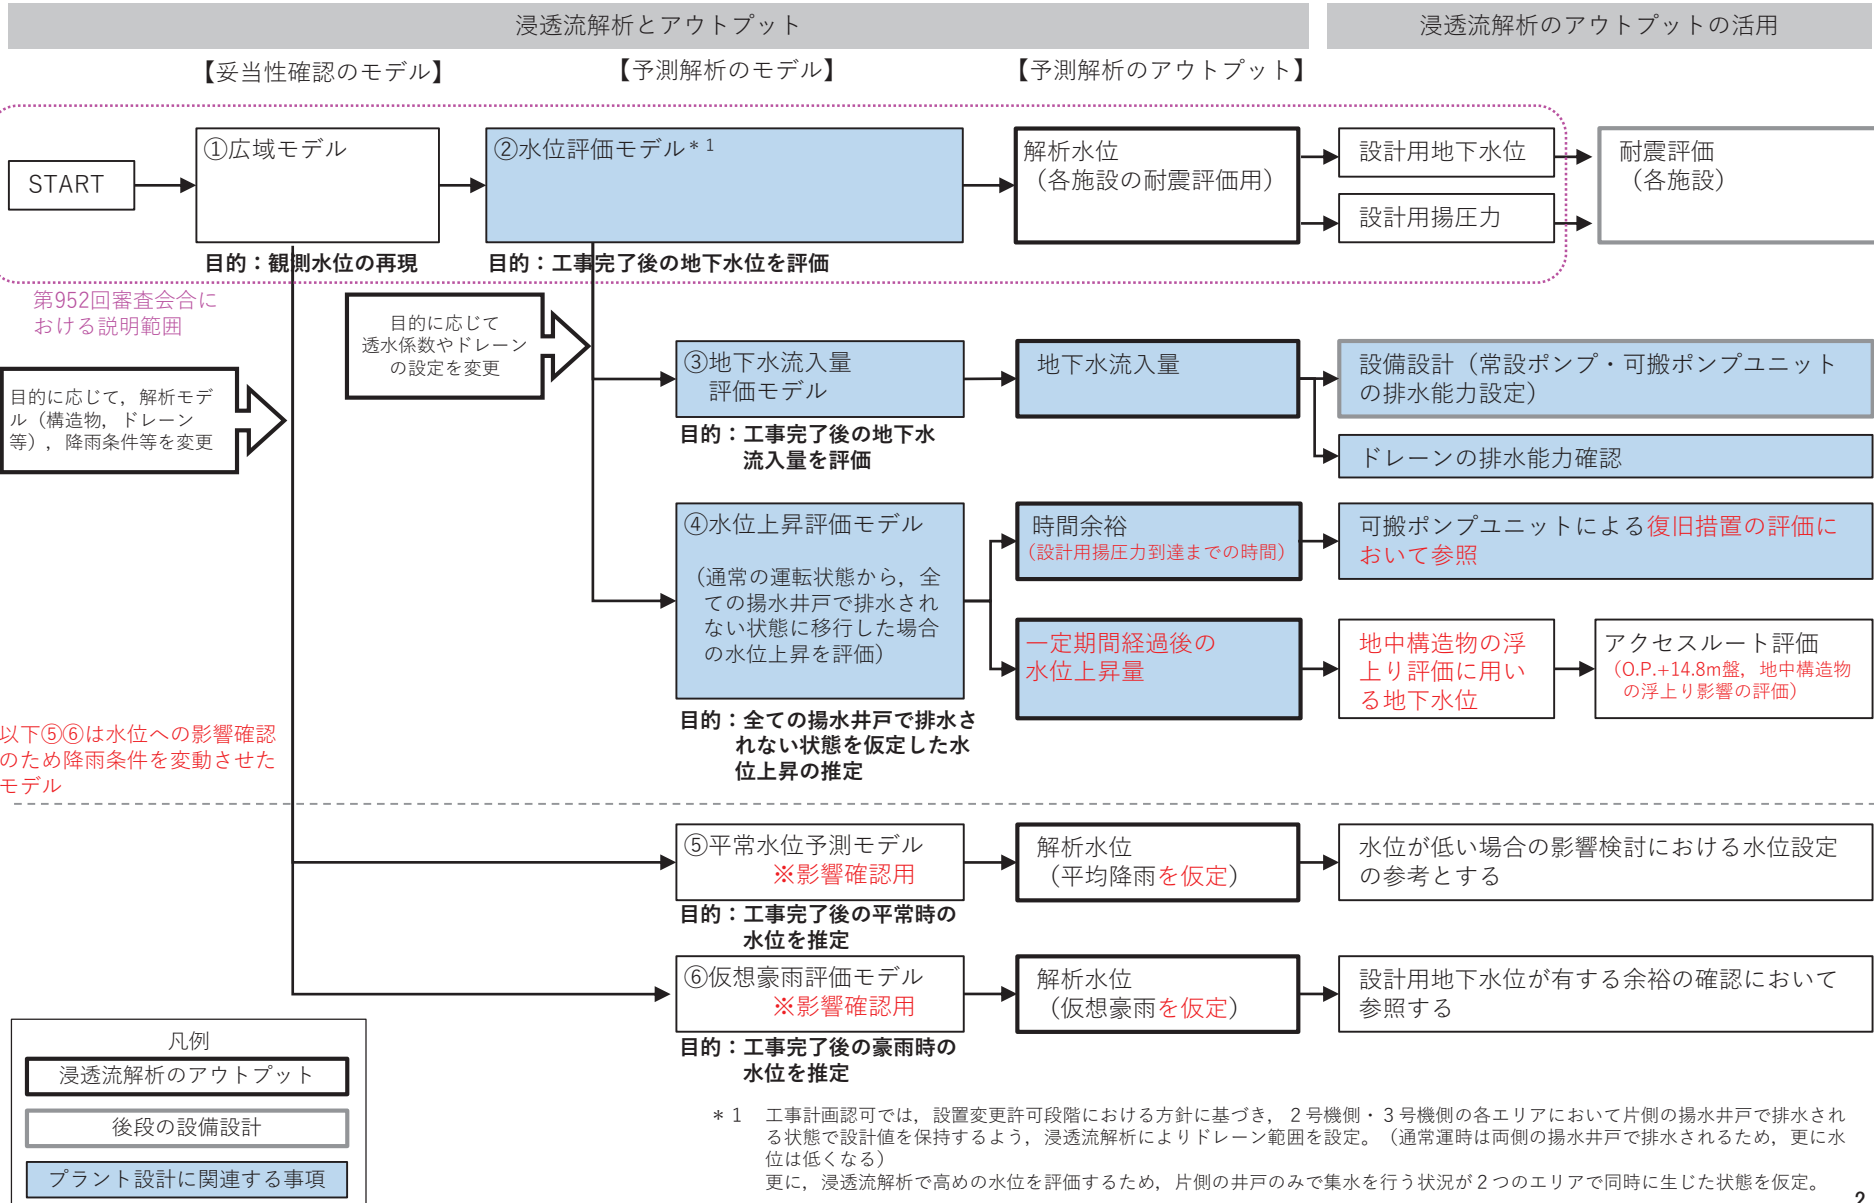 浸透流解析とアウトプット
浸透流解析のアウトプットの活用
【妥当性確認のモデル】
【予測解析のモデル】
【予測解析のアウトプット】
START
①広域モデル
目的：観測水位の再現
②水位評価モデル＊1
目的：工事完了後の地下水位を評価
解析水位
（各施設の耐震評価用）
設計用地下水位
設計用揚圧力
耐震評価
（各施設）
第952回審査会合に
おける説明範囲
目的に応じて
透水係数やドレーン
の設定を変更
目的に応じて，解析モデ
ル（構造物，ドレーン
等），降雨条件等を変更
③地下水流入量
評価モデル
目的：工事完了後の地下水
流入量を評価
地下水流入量
設備設計（常設ポンプ・可搬ポンプユニット
の排水能力設定）
ドレーンの排水能力確認
④水位上昇評価モデル
（通常の運転状態から，全
ての揚水井戸で排水され
ない状態に移行した場合
の水位上昇を評価）
目的：全ての揚水井戸で排水さ
れない状態を仮定した水
位上昇の推定
時間余裕
（設計用揚圧力到達までの時間）
可搬ポンプユニットによる復旧措置の評価に
おいて参照
一定期間経過後の
水位上昇量
地中構造物の浮
上り評価に用い
る地下水位
アクセスルート評価
（O.P.+14.8m盤，地中構造物
の浮上り影響の評価）
以下⑤⑥は水位への影響確認
のため降雨条件を変動させた
モデル
⑤平常水位予測モデル
※影響確認用
目的：工事完了後の平常時の
水位を推定
解析水位
（平均降雨を仮定）
水位が低い場合の影響検討における水位設定
の参考とする
⑥仮想豪雨評価モデル
※影響確認用
目的：工事完了後の豪雨時の
水位を推定
解析水位
（仮想豪雨を仮定）
設計用地下水位が有する余裕の確認において
参照する
凡例
浸透流解析のアウトプット
後段の設備設計
プラント設計に関連する事項
＊1　工事計画認可では，設置変更許可段階における方針に基づき，２号機側・３号機側の各エリアにおいて片側の揚水井戸で排水され
る状態で設計値を保持するよう，浸透流解析によりドレーン範囲を設定。（通常運時は両側の揚水井戸で排水されるため，更に水
位は低くなる）
更に，浸透流解析で高めの水位を評価するため，片側の井戸のみで集水を行う状況が２つのエリアで同時に生じた状態を仮定。
2